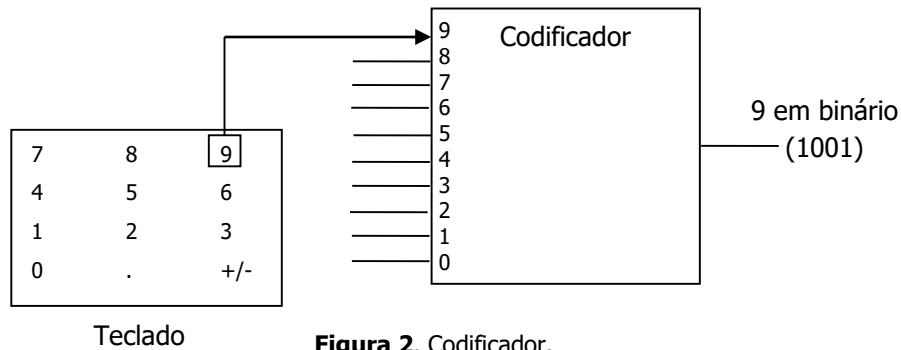 9 Codificador
8
7
6
5
4
3
2
1
0
9 em binário
(1001)
7 8 9
4 5 6
1 2 3
0 . +/-
Teclado
Figura 2. Codificador.